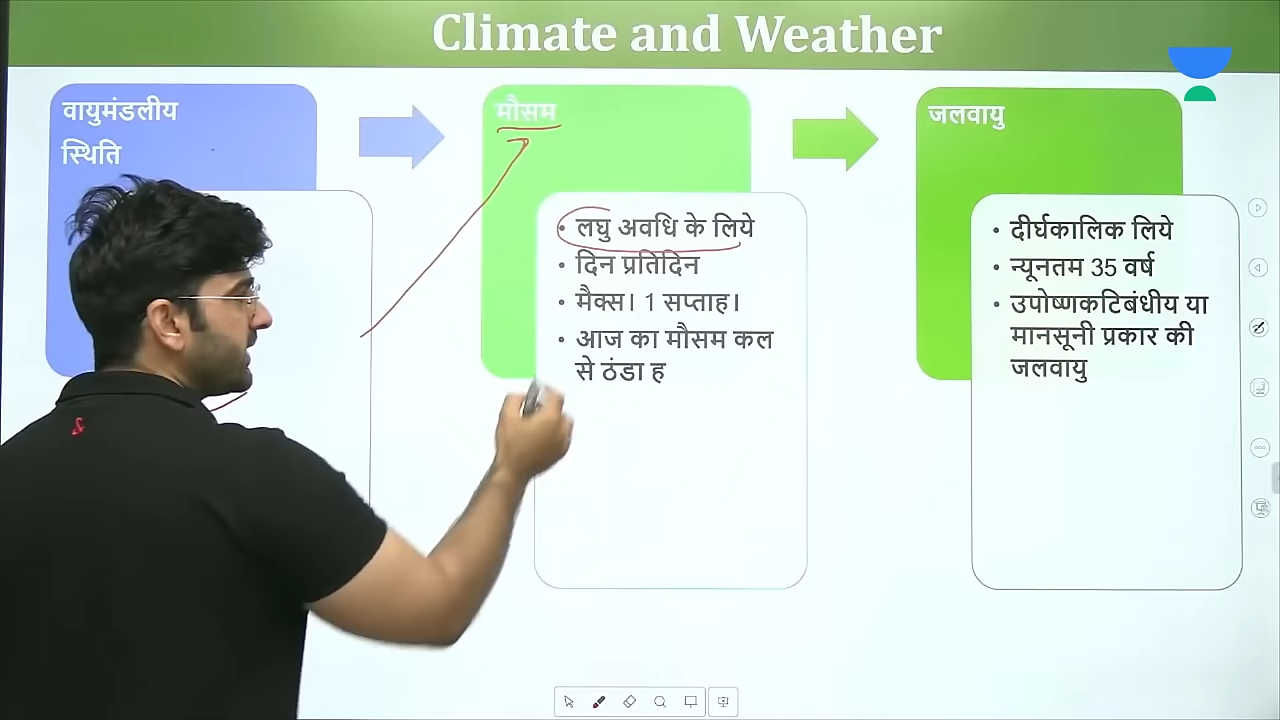 Climate and Weather
वायुमंडलीय
स्थिति
मौसम
• लघु अवधि के लिये
• दिन प्रतिदिन
• मैक्स। 1 सप्ताह।
• आज का मौसम कल
से ठंडा ह
जलवायु
• दीर्घकालिक लिये
• न्यूनतम 35 वर्ष
• उपोष्णकटिबंधीय या
मानसूनी प्रकार की
जलवायु